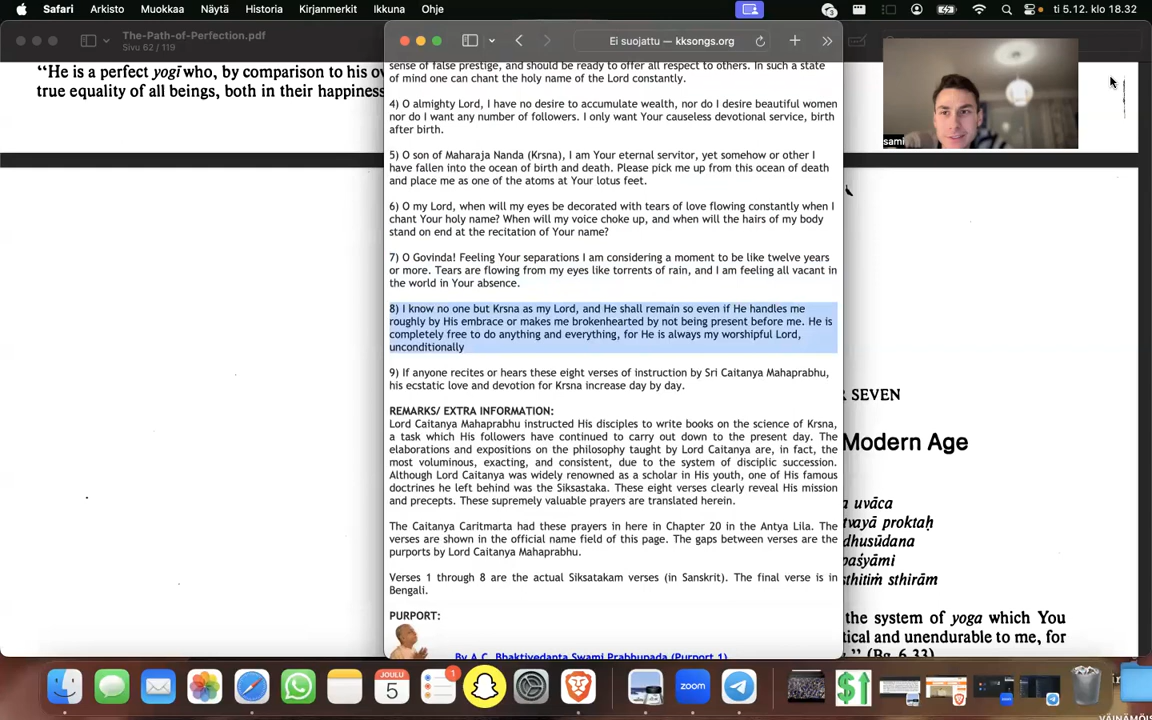 Safari Arkisto Muokkaa Näytä Historia Kirjanmerkit Ikkuna Ohje
3
ti 5.12. klo 18.32
The-Path-of-Perfection.pdf
Sivu 62 / 119
Ei suojattu — kksongs.org
"He is a perfect yogī who, by comparison to his
true equality of all beings, both in their happiness
sense of false prestige, and should be ready to offer all respect to others. In such a state
of mind one can chant the holy name of the Lord constantly.
4) O almighty Lord, I have no desire to accumulate wealth, nor do I desire beautiful women
nor do I want any number of followers. I only want Your causeless devotional service, birth
after birth.
5) O son of Maharaja Nanda (Krsna), I am Your eternal servitor, yet somehow or other I
have fallen into the ocean of birth and death. Please pick me up from this ocean of death
and place me as one of the atoms at Your lotus feet.
6) O my Lord, when will my eyes be decorated with tears of love flowing constantly when I
chant Your holy name? When will my voice choke up, and when will the hairs of my body
stand on end at the recitation of Your name?
7) O Govinda! Feeling Your separations I am considering a moment to be like twelve years
or more. Tears are flowing from my eyes like torrents of rain, and I am feeling all vacant in
the world in Your absence.
8) I know no one but Krsna as my Lord, and He shall remain so even if He handles me
roughly by His embrace or makes me brokenhearted by not being present before me. He is
completely free to do anything and everything, for He is always my worshipful Lord,
unconditionally
9) If anyone recites or hears these eight verses of instruction by Sri Caitanya Mahaprabhu,
his ecstatic love and devotion for Krsna increase day by day.
REMARKS/ EXTRA INFORMATION:
Lord Caitanya Mahaprabhu instructed His disciples to write books on the science of Krsna,
a task which His followers have continued to carry out down to the present day. The
elaborations and expositions on the philosophy taught by Lord Caitanya are, in fact, the
most voluminous, exacting, and consistent, due to the system of disciplic succession.
Although Lord Caitanya was widely renowned as a scholar in His youth, one of His famous
doctrines he left behind was the Siksastaka. These eight verses clearly reveal His mission
and precepts. These supremely valuable prayers are translated herein.
The Caitanya Caritmarta had these prayers in here in Chapter 20 in the Antya Lila. The
verses are shown in the official name field of this page. The gaps between verses are the
purports by Lord Caitanya Mahaprabhu.
Verses 1 through 8 are the actual Siksatakam verses (in Sanskrit). The final verse is in
Bengali.
PURPORT:
By A.C. Bhaktivedanta Swami Prabhupada (Purport 1)
sami
SEVEN
Modern Age
uvāca
tvayā proktaḥ
dhusūdana
paśyāmi
sthitiṁ sthirām
the system of yoga which You
tical and unendurable to me, for
(Bg. 6.33)
JOULU
5
1
zoom